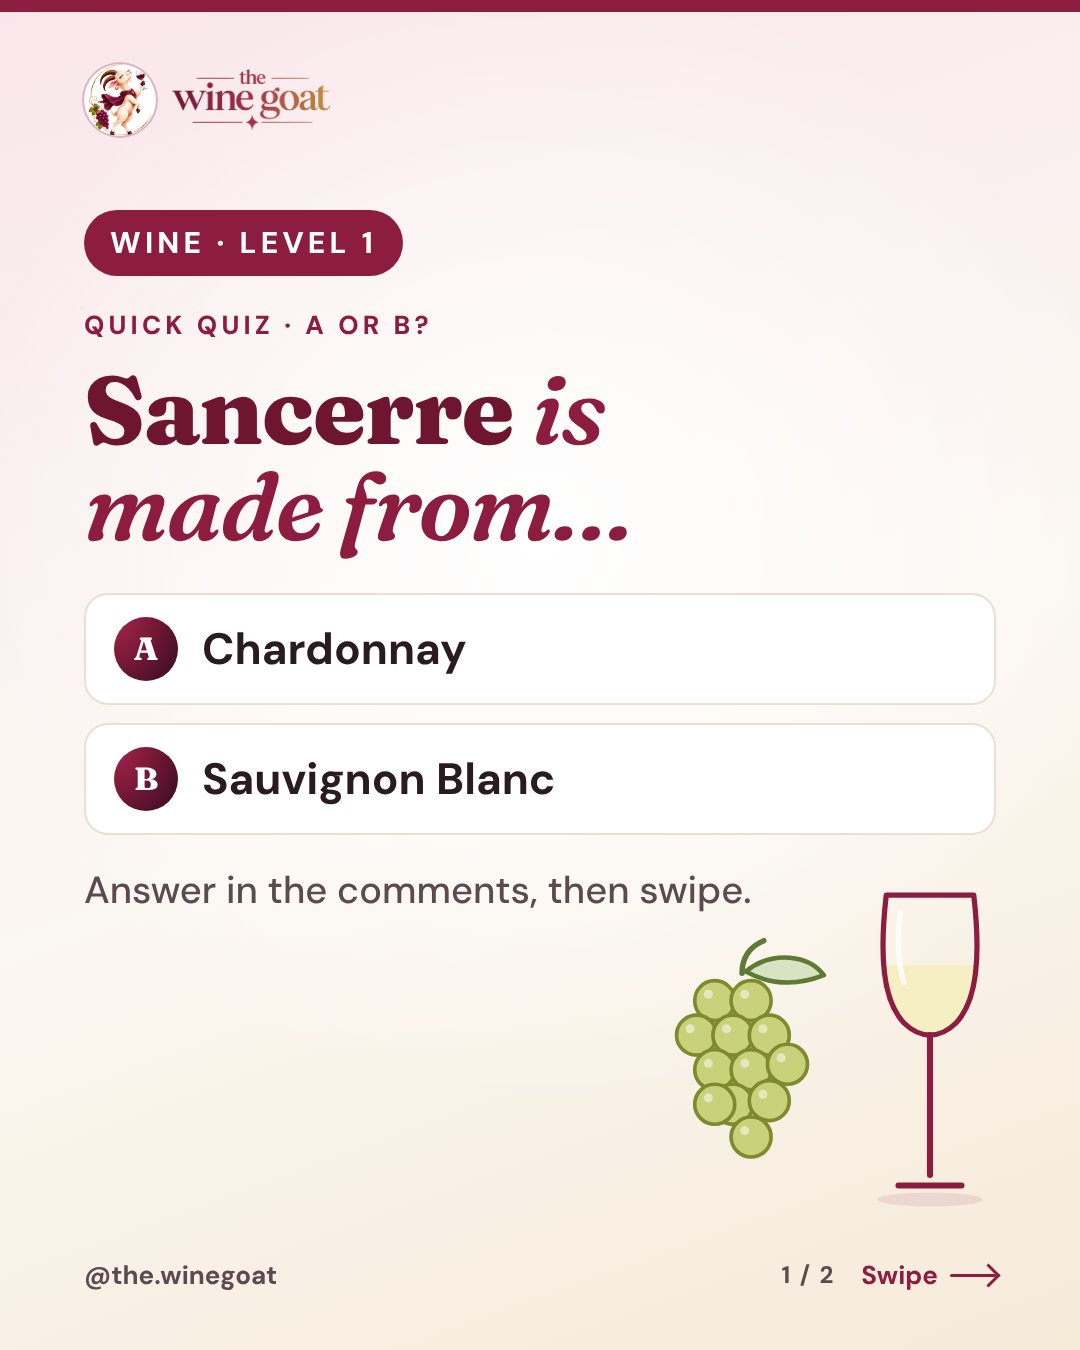 the
wine goat
WINE · LEVEL 1
QUICK QUIZ · A OR B?
Sancerre is
made from...
A Chardonnay
B Sauvignon Blanc
Answer in the comments, then swipe.
@the.winegoat
1 / 2 Swipe